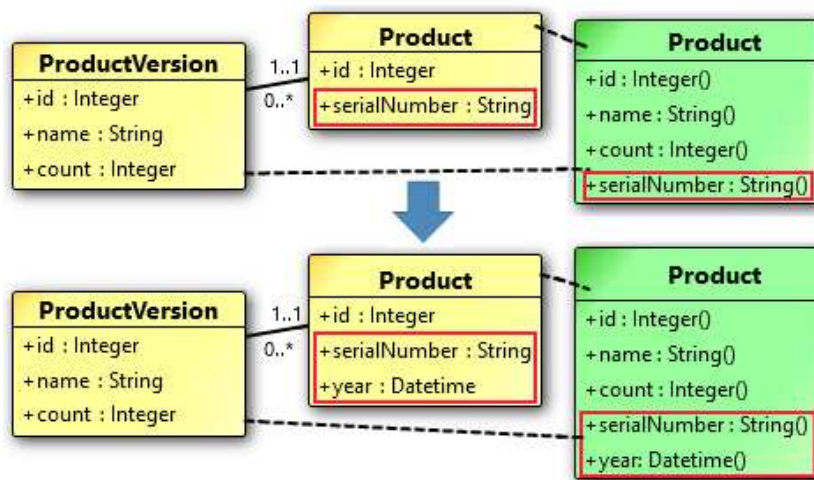 ProductVersion
+id : Integer
+name : String
+count : Integer
1..1
0..*
Product
+id : Integer
+serialNumber : String
Product
+id : Integer()
+name : String()
+count : Integer()
+serialNumber : String()
ProductVersion
+id : Integer
+name : String
+count : Integer
1..1
0..*
Product
+id : Integer
+serialNumber : String
+year : Datetime
Product
+id : Integer()
+name : String()
+count : Integer()
+serialNumber : String()
+year: Datetime()